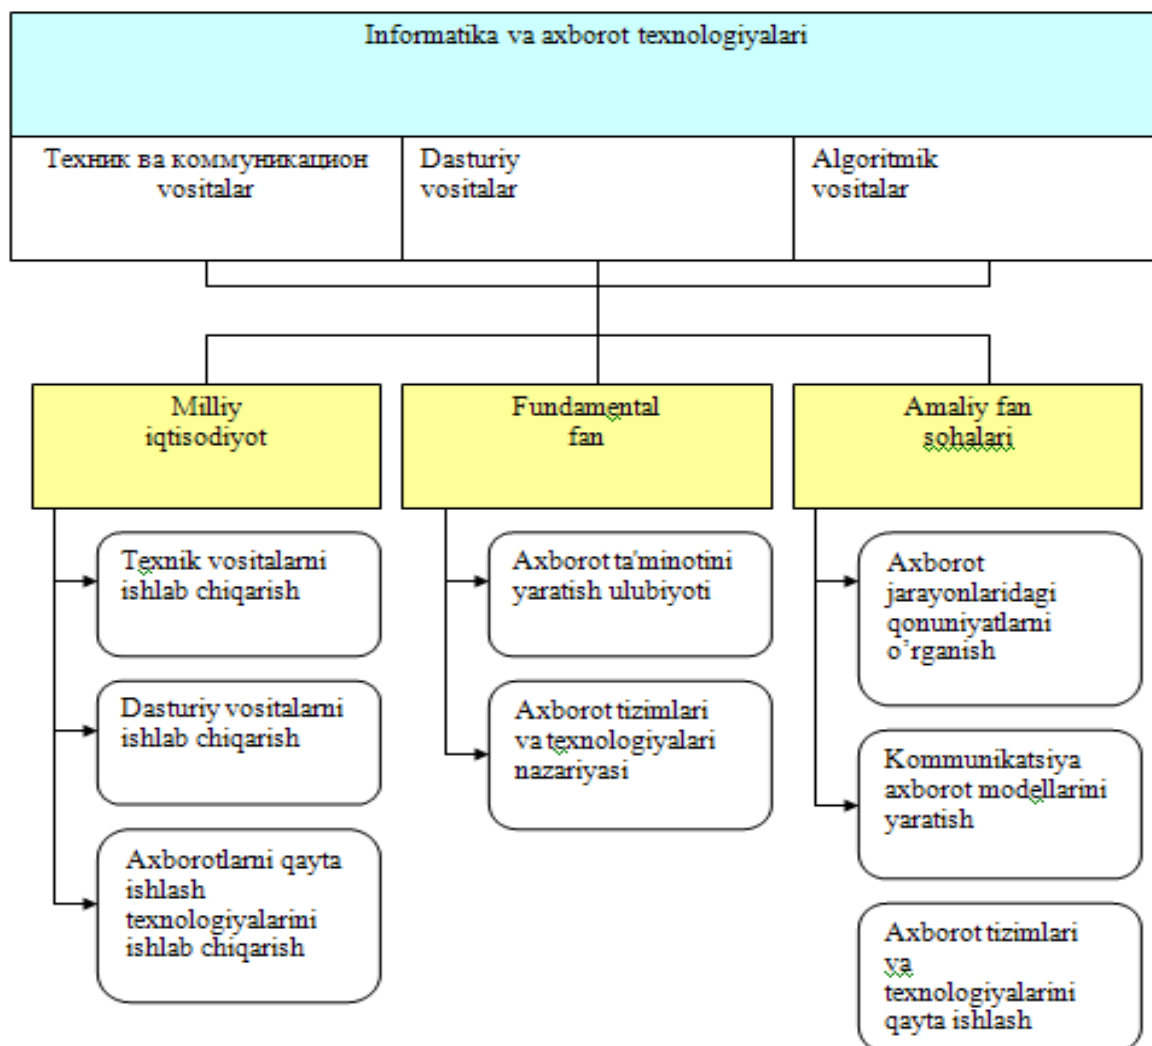 Informatika va axborot texnologiyalari
Техник ва коммуникацион
vositalar
Dasturiy
vositalar
Algoritmik
vositalar
Milliy
iqtisodiyot
Fundamental
fan
Amaliy fan
sohalari
Texnik vositalarni
ishlab chiqarish
Dasturiy vositalarni
ishlab chiqarish
Axborotlarni qayta
ishlash
texnologiyalarini
ishlab chiqarish
Axborot ta'minotini
yaratish ulubiyoti
Axborot tizimlari
va texnologiyalari
nazariyasi
Axborot
jarayonlaridagi
qonuniyatlarni
o’rganish
Kommunikatsiya
axborot modellarini
yaratish
Axborot tizimlari
va
texnologiyalarini
qayta ishlash